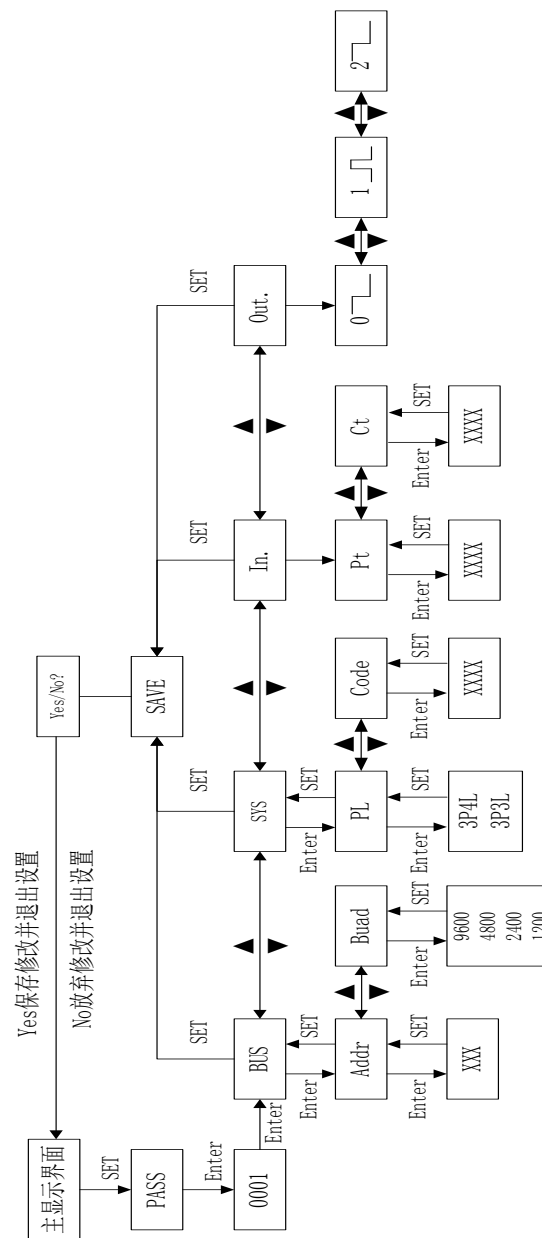 Yes保存修改并退出设置
主显示界面
Yes/No?
No放弃修改并退出设置
SET
PASS
SAVE
Enter
SET
SET
SET
SET
0001
Enter
BUS
SYS
In.
Out.
Enter
SET
Enter
SET
Addr
Buad
PL
Code
Pt
Ct
0
1
2
Enter
SET
Enter
SET
Enter
SET
Enter
SET
Enter
SET
Enter
SET
XXX
9600
4800
2400
1200
3P4L
3P3L
XXXX
XXXX
XXXX